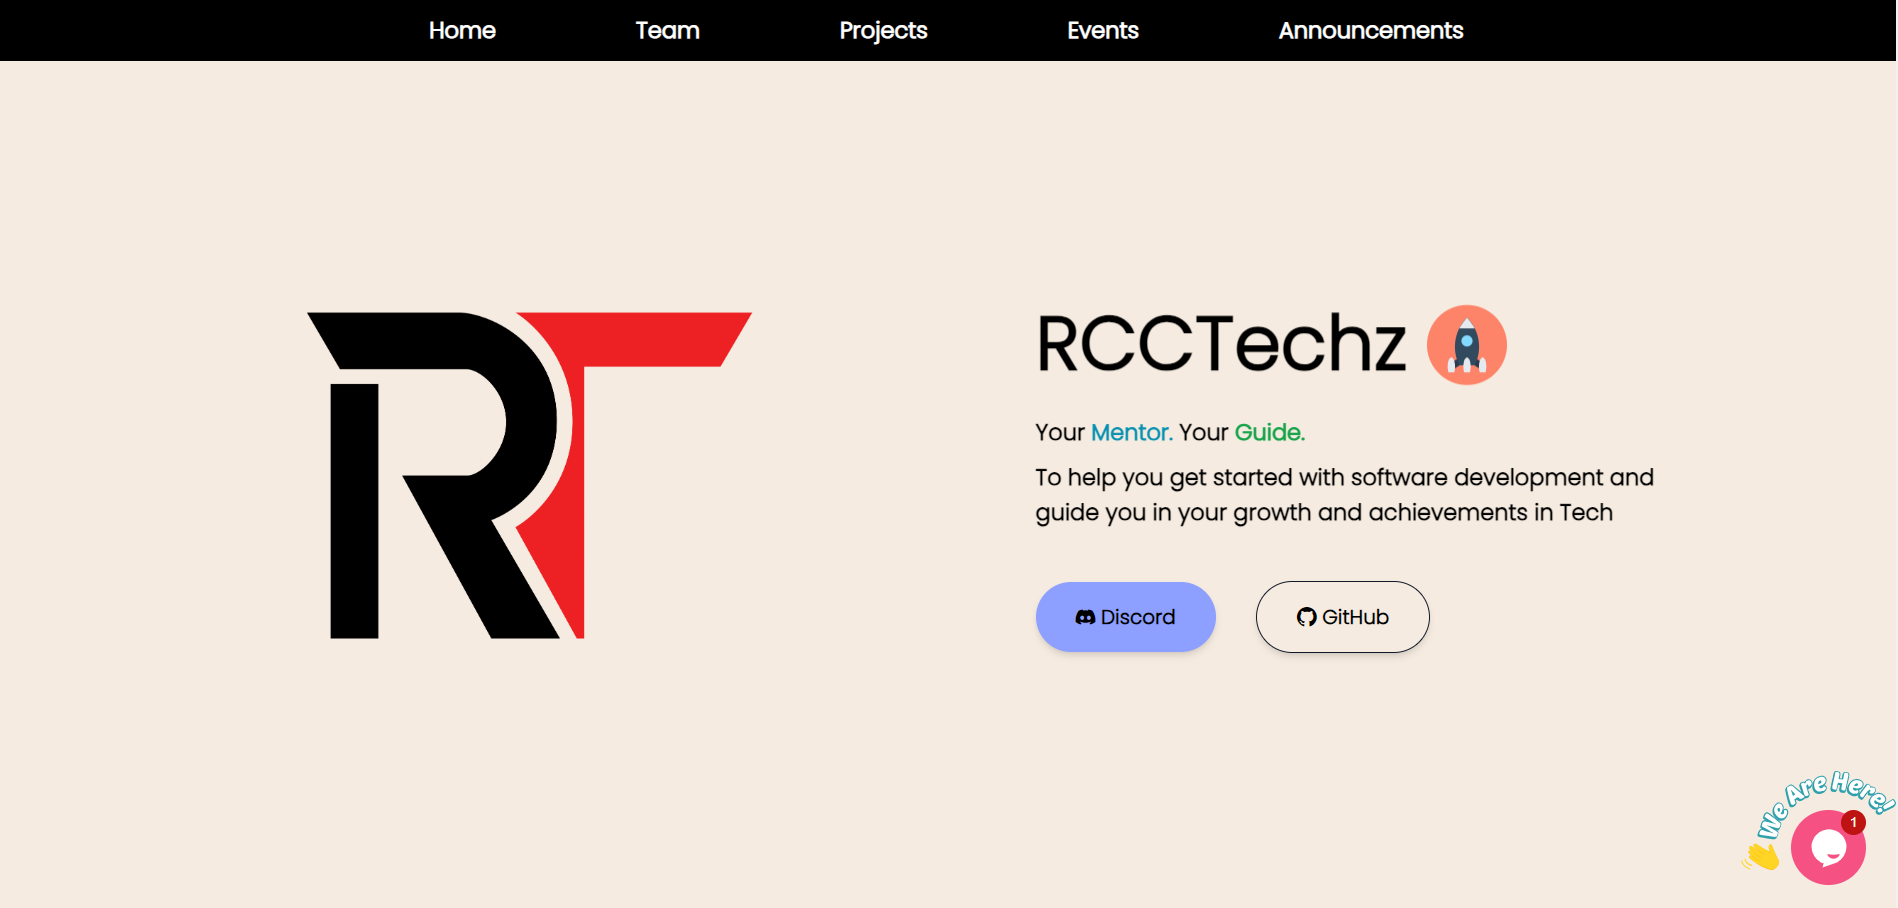 Home Team Projects Events Announcements
RT
RCCTechz
Your Mentor. Your Guide.
To help you get started with software development and
guide you in your growth and achievements in Tech
Discord GitHub
We Are Here!
1